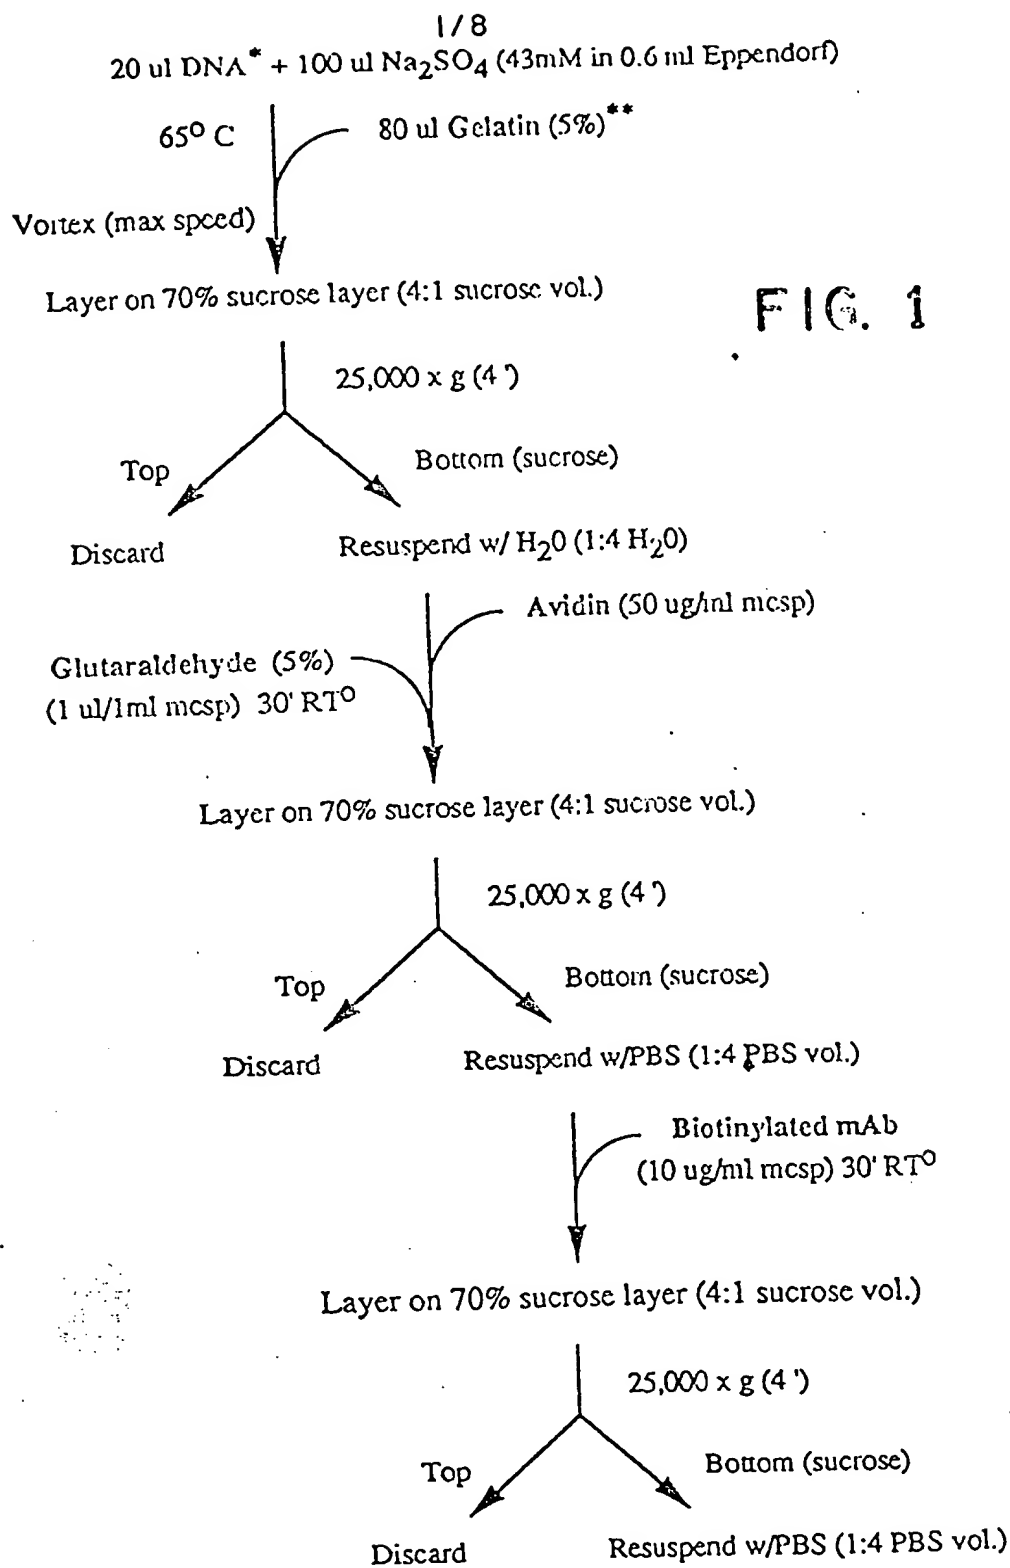 1/8
20 ul DNA* + 100 ul Na2SO4 (43mM in 0.6 ml Eppendorf)
65º C
80 ul Gelatin (5%)**
Vortex (max speed)
Layer on 70% sucrose layer (4:1 sucrose vol.)
FIG. 1
25,000 x g (4')
Top
Bottom (sucrose)
Discard
Resuspend w/ H2O (1:4 H2O)
Avidin (50 ug/ml mcsp)
Glutaraldehyde (5%)
(1 ul/1ml mcsp) 30' RTº
Layer on 70% sucrose layer (4:1 sucrose vol.)
25,000 x g (4')
Top
Bottom (sucrose)
Discard
Resuspend w/PBS (1:4 PBS vol.)
Biotinylated mAb
(10 ug/ml mcsp) 30' RTº
Layer on 70% sucrose layer (4:1 sucrose vol.)
25,000 x g (4')
Top
Bottom (sucrose)
Discard
Resuspend w/PBS (1:4 PBS vol.)